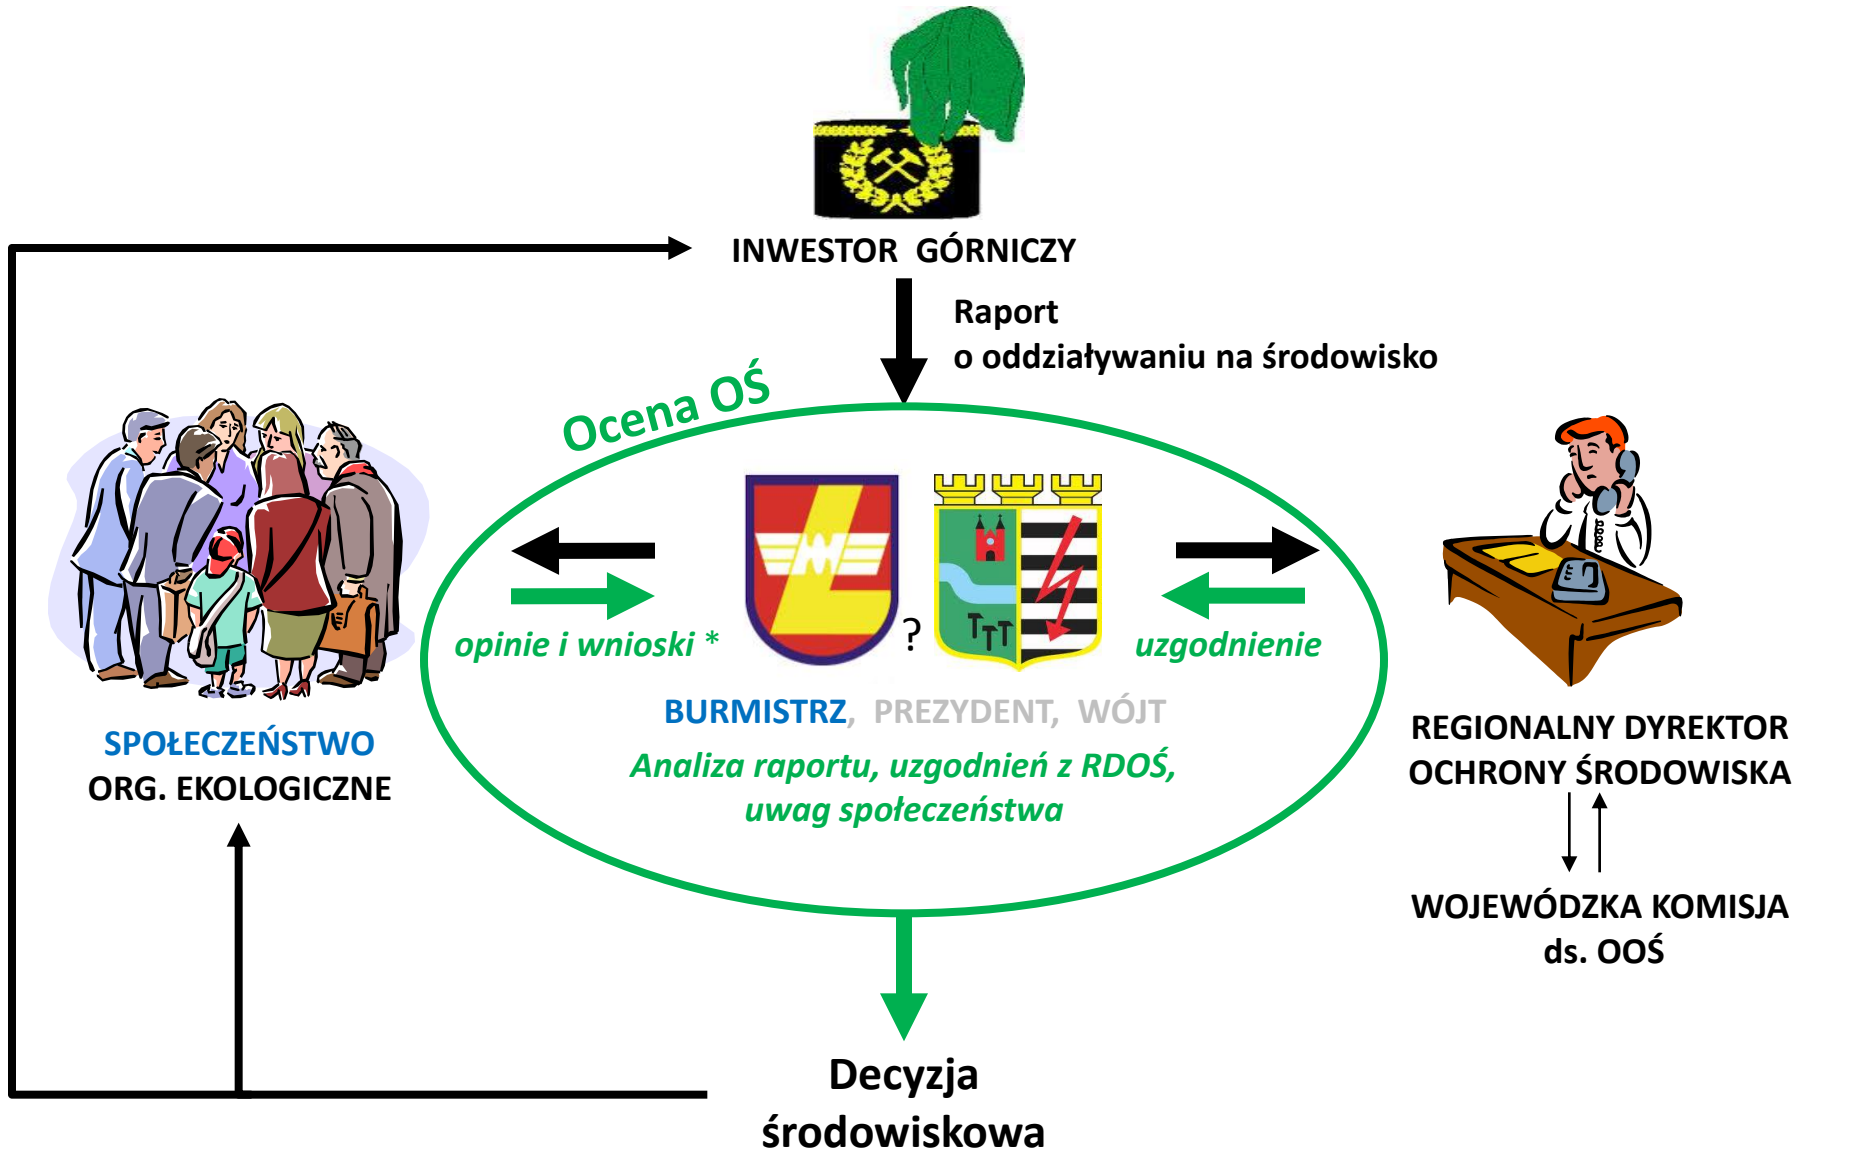 INWESTOR GÓRNICZY
Raport
o oddziaływaniu na środowisko
Ocena OŚ
opinie i wnioski *
?
uzgodnienie
BURMISTRZ, PREZYDENT, WÓJT
Analiza raportu, uzgodnień z RDOŚ,
uwag społeczeństwa
SPOŁECZEŃSTWO
ORG. EKOLOGICZNE
REGIONALNY DYREKTOR
OCHRONY ŚRODOWISKA
WOJEWÓDZKA KOMISJA
ds. OOŚ
Decyzja
środowiskowa